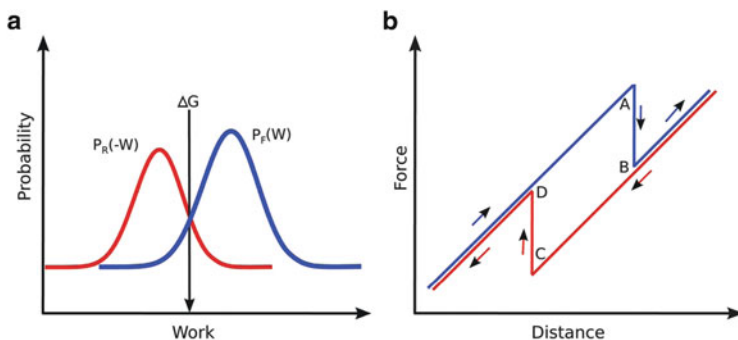 a
Probability
ΔG
P_R(-W)
P_F(W)
Work
b
Force
A
B
D
C
Distance